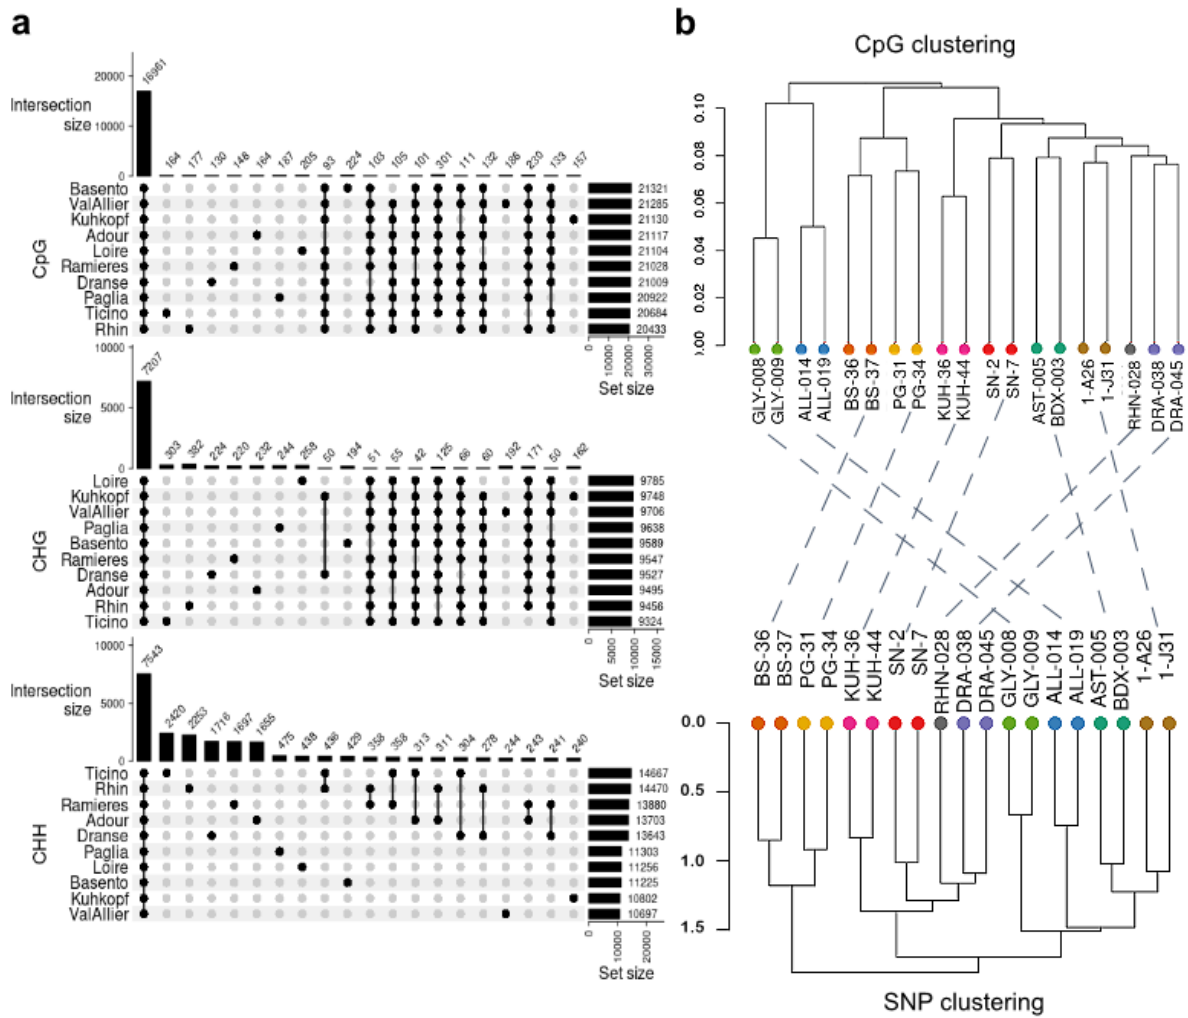 a
20000
10000
0
Intersection
size
16961
164
177
130
148
164
187
205
93
224
103
105
101
301
111
132
186
230
133
157
CpG
Basento
ValAllier
Kuhkopf
Adour
Loire
Ramieres
Dranse
Paglia
Ticino
Rhin
21321
21285
21130
21117
21104
21028
21009
20922
20684
20433
0
10000
20000
30000
Set size
10000
5000
0
Intersection
size
7207
303
382
224
220
232
244
258
50
194
51
55
42
125
66
60
192
171
50
162
CHG
Loire
Kuhkopf
ValAllier
Paglia
Basento
Ramieres
Dranse
Adour
Rhin
Ticino
9785
9748
9706
9638
9589
9547
9527
9495
9456
9324
0
5000
10000
15000
Set size
10000
5000
0
Intersection
size
7543
2420
2253
1716
1697
1655
475
438
436
429
358
358
313
311
304
278
244
243
241
240
CHH
Ticino
Rhin
Ramieres
Adour
Dranse
Paglia
Loire
Basento
Kuhkopf
ValAllier
14667
14470
13880
13703
13643
11303
11256
11225
10802
10697
0
10000
20000
Set size
b
CpG clustering
0.10
0.08
0.06
0.04
0.02
.00
GLY-008
GLY-009
ALL-014
ALL-019
BS-36
BS-37
PG-31
PG-34
KUH-36
KUH-44
SN-2
SN-7
AST-005
BDX-003
1-A26
1-J31
RHN-028
DRA-038
DRA-045
BS-36
BS-37
PG-31
PG-34
KUH-36
KUH-44
SN-2
SN-7
RHN-028
DRA-038
DRA-045
GLY-008
GLY-009
ALL-014
ALL-019
AST-005
BDX-003
1-A26
1-J31
0.0
0.5
1.0
1.5
SNP clustering